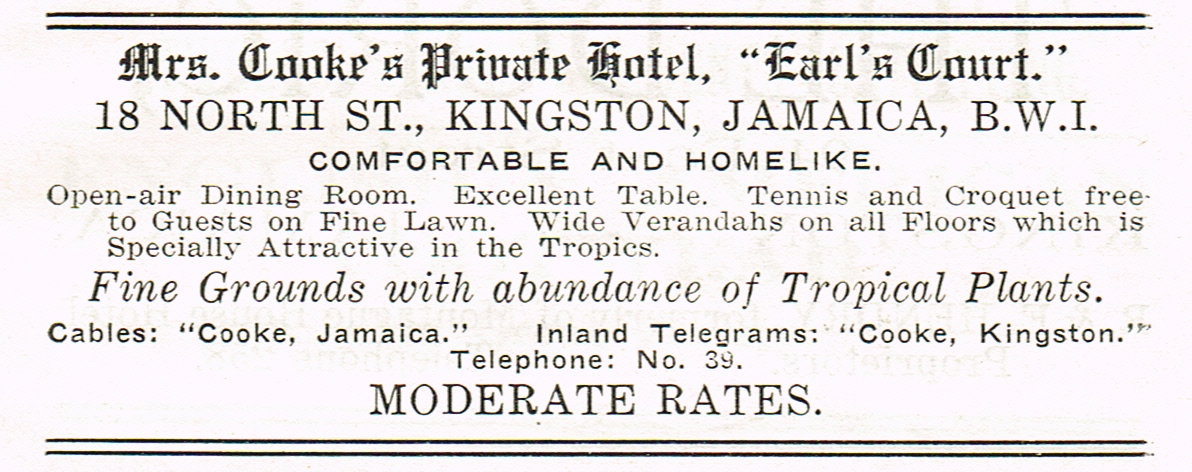 Mrs. Cooke's Private Hotel, "Earl's Court."
18 NORTH ST., KINGSTON, JAMAICA, B.W.I.
COMFORTABLE AND HOMELIKE.
Open-air Dining Room. Excellent Table. Tennis and Croquet free-
to Guests on Fine Lawn. Wide Verandahs on all Floors which is
Specially Attractive in the Tropics.
Fine Grounds with abundance of Tropical Plants.
Cables: "Cooke, Jamaica." Inland Telegrams: "Cooke, Kingston."
Telephone: No. 39.
MODERATE RATES.